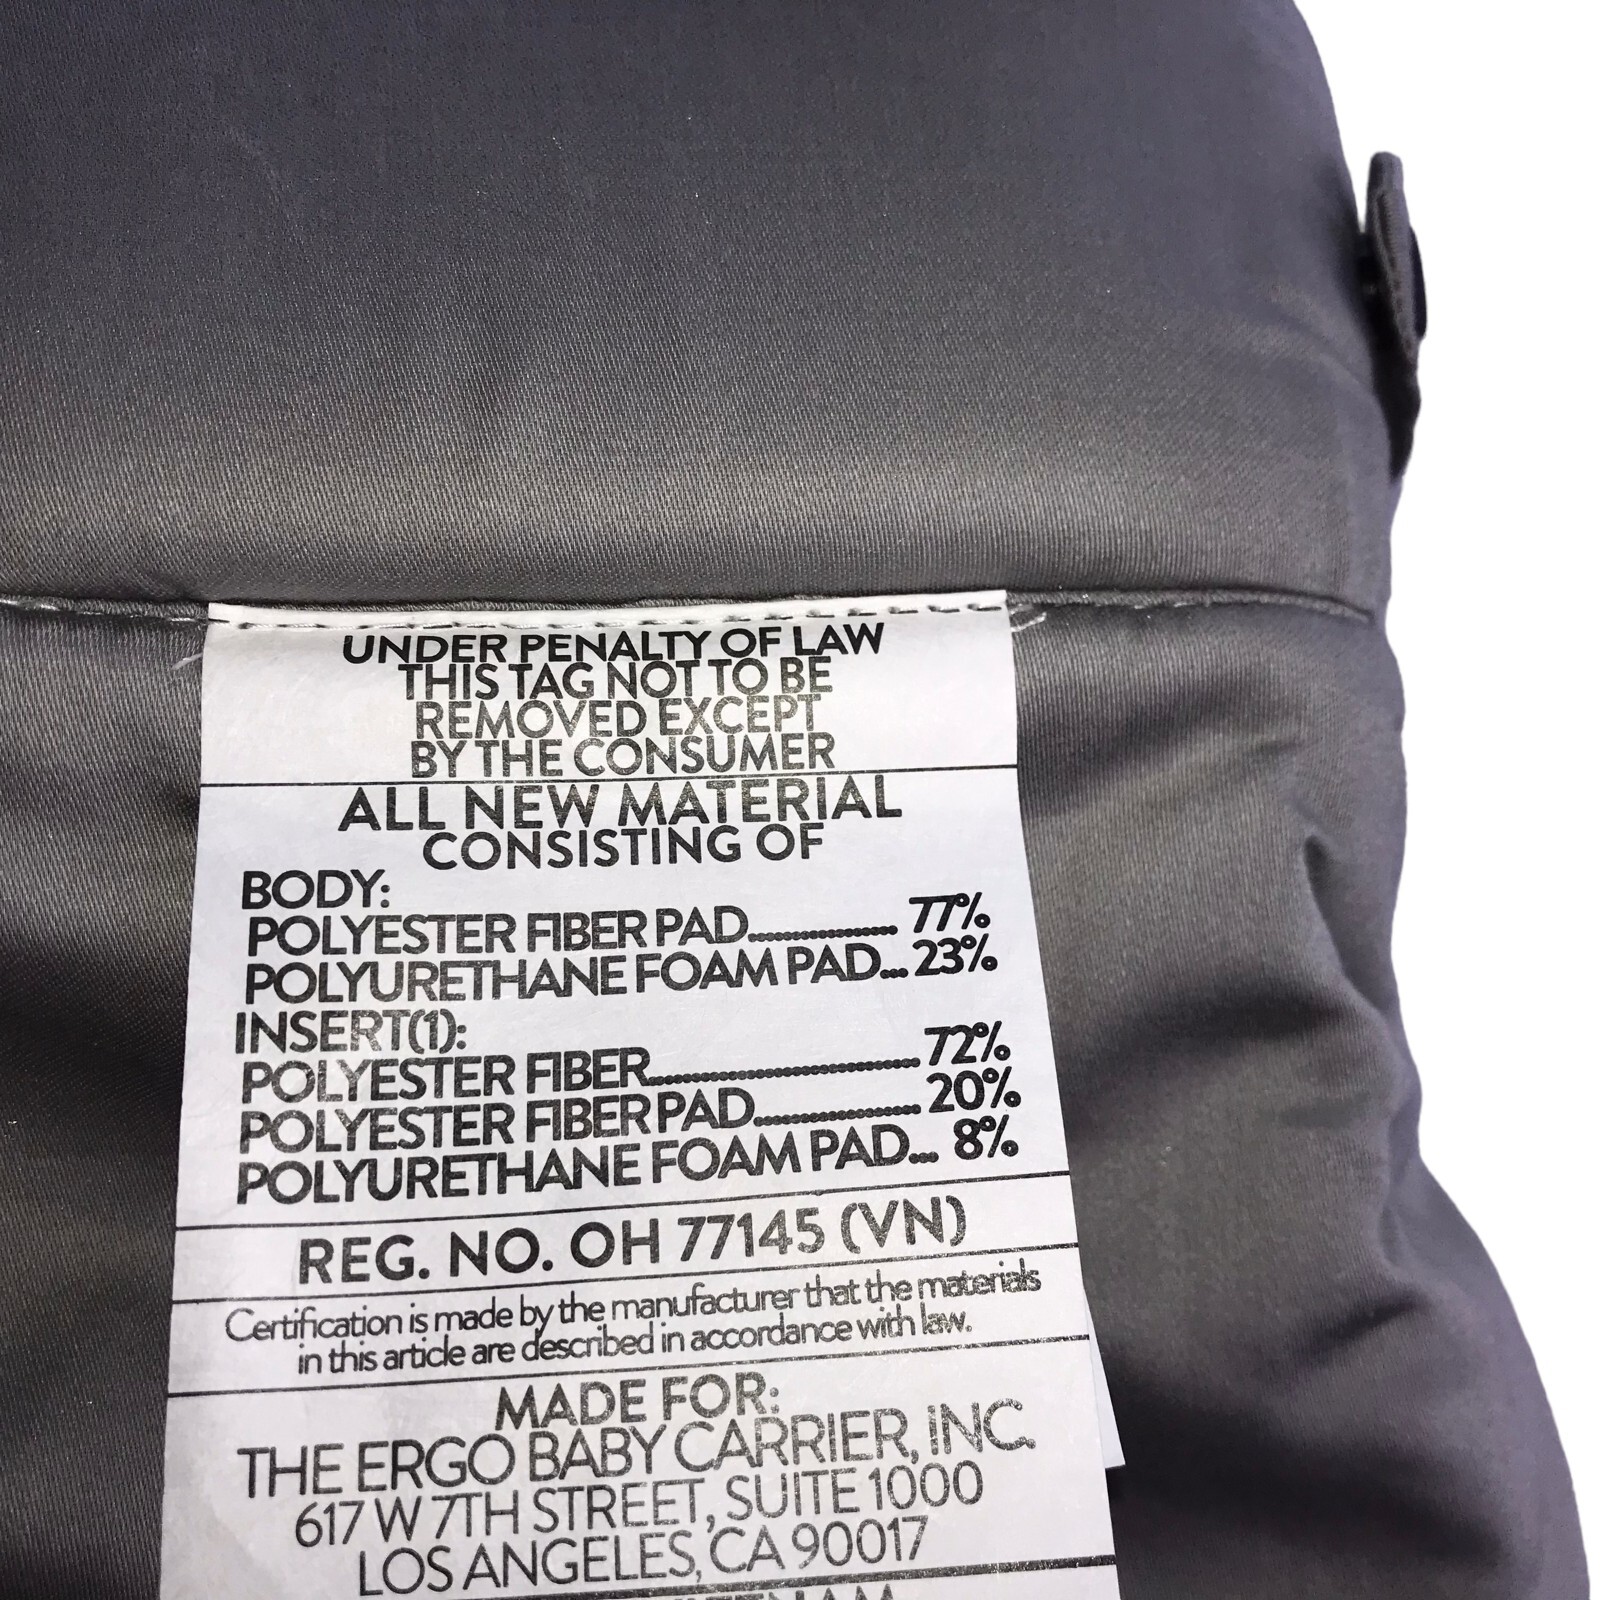 UNDER PENALTY OF LAW
THIS TAG NOT TO BE
REMOVED EXCEPT
BY THE CONSUMER
ALL NEW MATERIAL
CONSISTING OF
BODY:
POLYESTER FIBER PAD................ 77%
POLYURETHANE FOAM PAD... 23%
INSERT(1):
POLYESTER FIBER............................... 72%
POLYESTER FIBER PAD.................. 20%
POLYURETHANE FOAM PAD... 8%
REG. NO. OH 77145 (VN)
Certification is made by the manufacturer that the materials
in this article are described in accordance with law.
MADE FOR:
THE ERGO BABY CARRIER, INC.
617 W 7TH STREET, SUITE 1000
LOS ANGELES, CA 90017